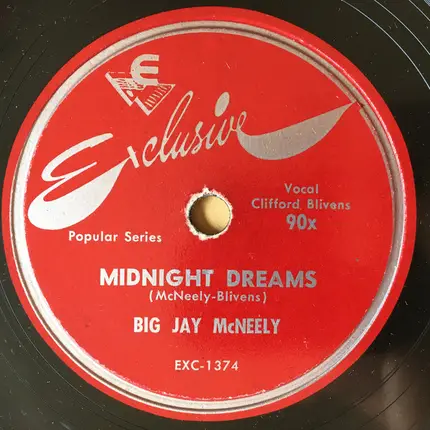 E
Exclusive
Vocal
Clifford Blivens
90x
Popular Series
MIDNIGHT DREAMS
(McNeely-Blivens)
BIG JAY McNEELY
EXC-1374